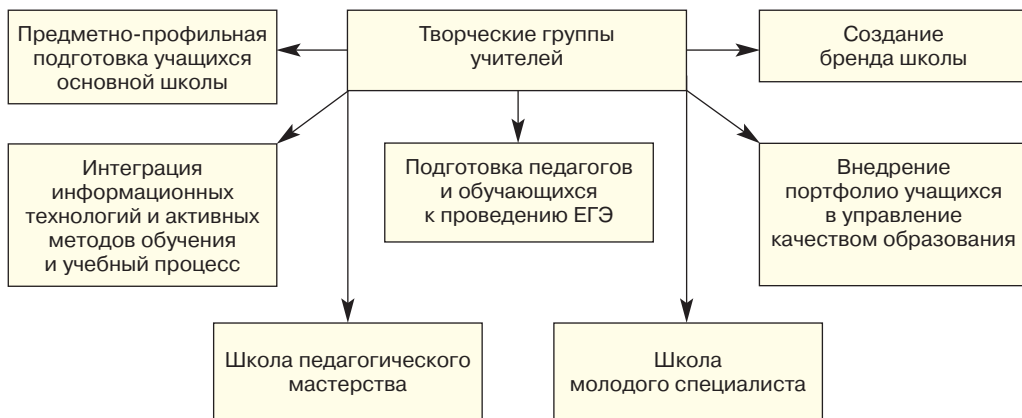 Предметно-профильная
подготовка учащихся
основной школы
Творческие группы
учителей
Создание
бренда школы
Интеграция
информационных
технологий и активных
методов обучения
и учебный процесс
Подготовка педагогов
и обучающихся
к проведению ЕГЭ
Внедрение
портфолио учащихся
в управление
качеством образования
Школа педагогического
мастерства
Школа
молодого специалиста